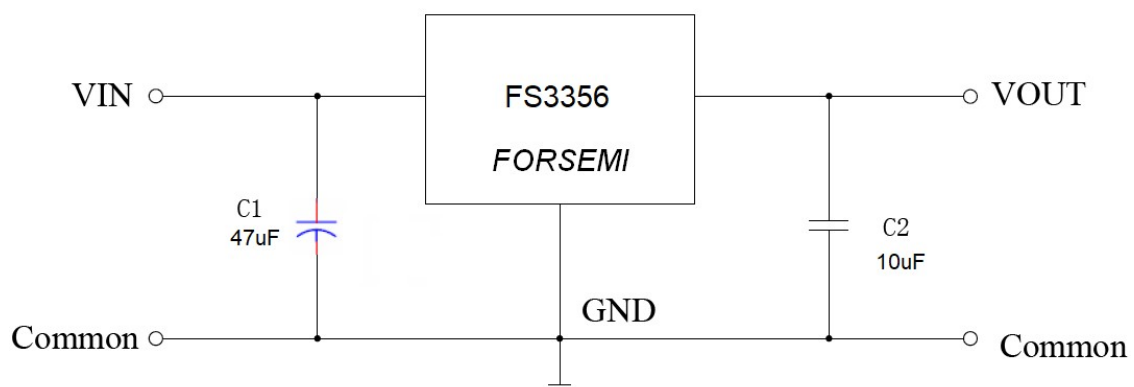 VIN
FS3356
FORSEMI
VOUT
C1
47uF
C2
10uF
GND
Common
Common